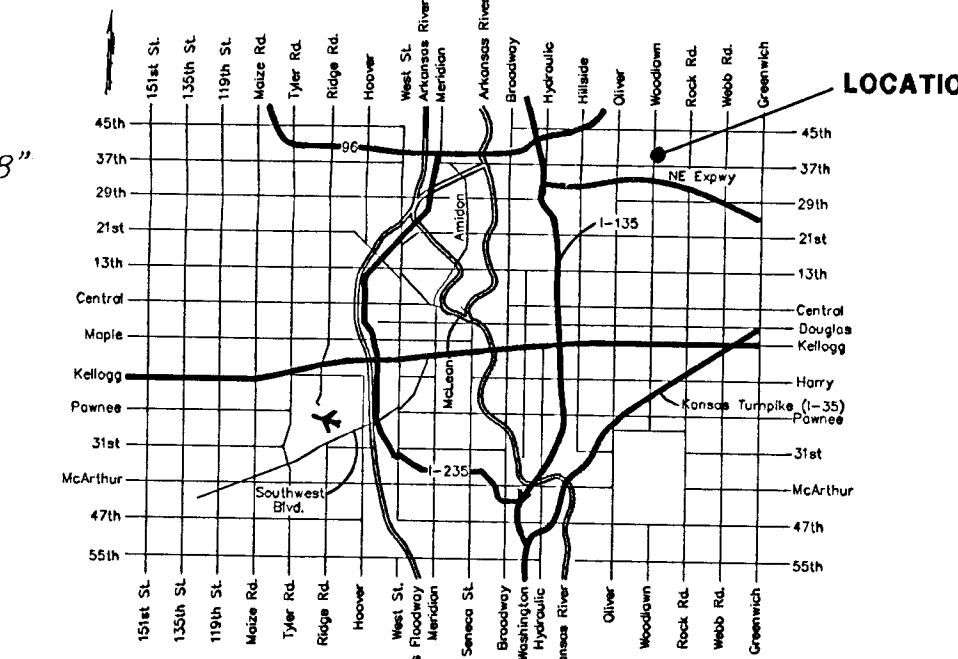 151st St.
135th St.
119th St.
Maize Rd.
Tyler Rd.
Ridge Rd.
Hoover
West St.
Arkansas River
Meridian
Arkansas River
Broadway
Hydraulic
Hillside
Oliver
Woodlawn
Rock Rd.
Webb Rd.
Greenwich
LOCATIO
8"
45th
37th
29th
21st
13th
Central
Maple
Kellogg
Pawnee
31st
McArthur
47th
55th
96
NE Expwy
Amidon
I-135
McLean
Kansas Turnpike (I-35)
I-235
Southwest
Blvd.
45th
37th
29th
21st
13th
Central
Douglas
Kellogg
Harry
Pawnee
31st
McArthur
47th
55th
151st St.
135th St.
119th St.
Maize Rd.
Tyler Rd.
Ridge Rd.
Hoover
West St.
s Floodway
Meridian
Seneca St.
Broadway
Washington
Hydraulic
nsas River
Oliver
Woodlawn
Rock Rd.
Webb Rd.
Greenwich